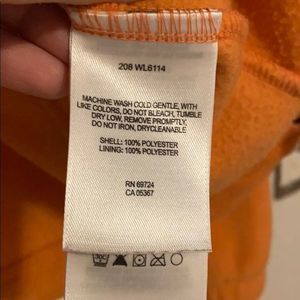 208 WL6114
MACHINE WASH COLD GENTLE, WITH
LIKE COLORS, DO NOT BLEACH, TUMBLE
DRY LOW, REMOVE PROMPTLY,
DO NOT IRON, DRYCLEANABLE
SHELL: 100% POLYESTER
LINING: 100% POLYESTER
RN 69724
CA 05367
30C